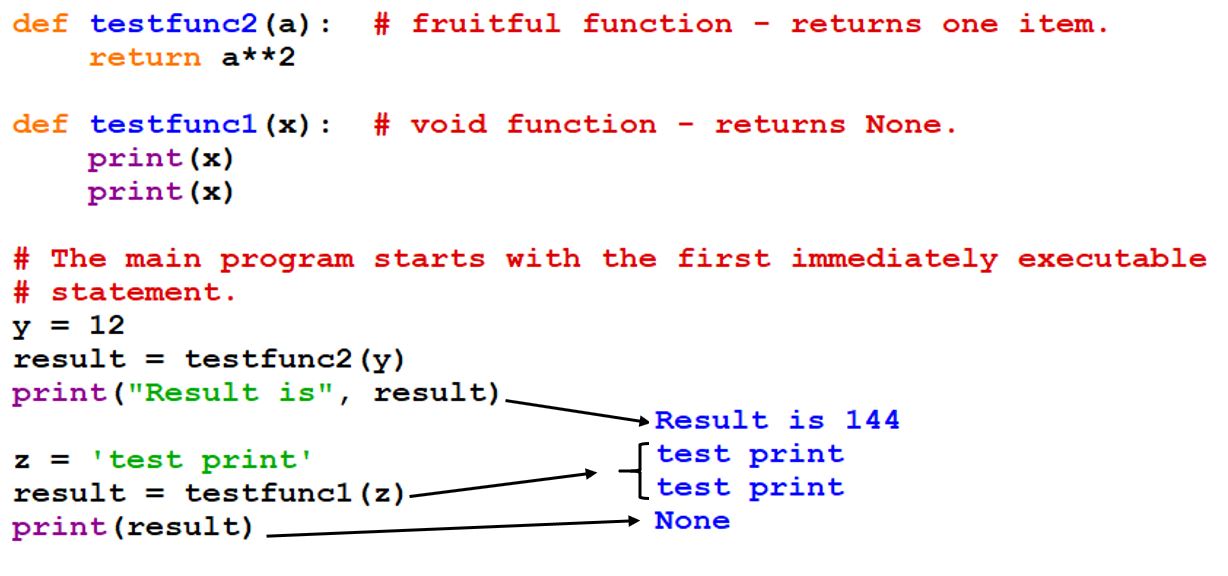 def testfunc2(a):  # fruitful function - returns one item.
    return a**2
def testfunc1(x):  # void function - returns None.
    print(x)
    print(x)
# The main program starts with the first immediately executable
# statement.
y = 12
result = testfunc2(y)
print("Result is", result)
Result is 144
z = 'test print'
test print
result = testfunc1(z)
test print
print(result)
None